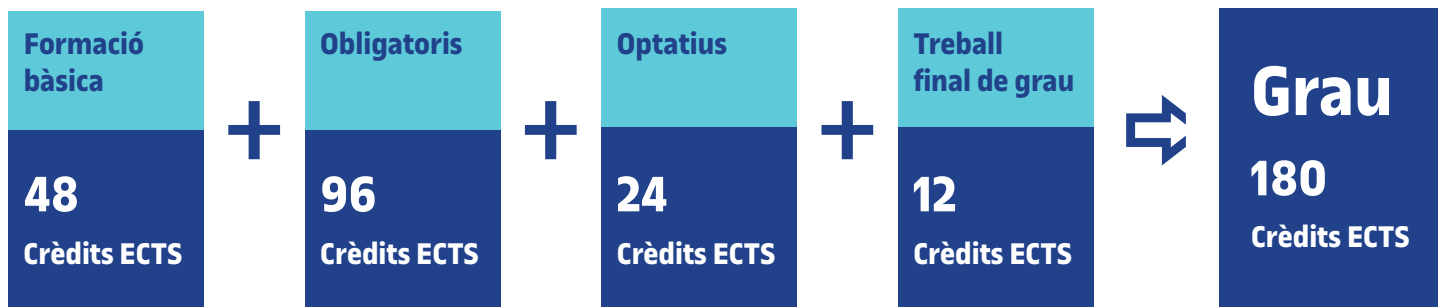 Formació
bàsica
48
Crèdits ECTS
+
Obligatoris
96
Crèdits ECTS
+
Optatius
24
Crèdits ECTS
+
Treball
final de grau
12
Crèdits ECTS
Grau
180
Crèdits ECTS